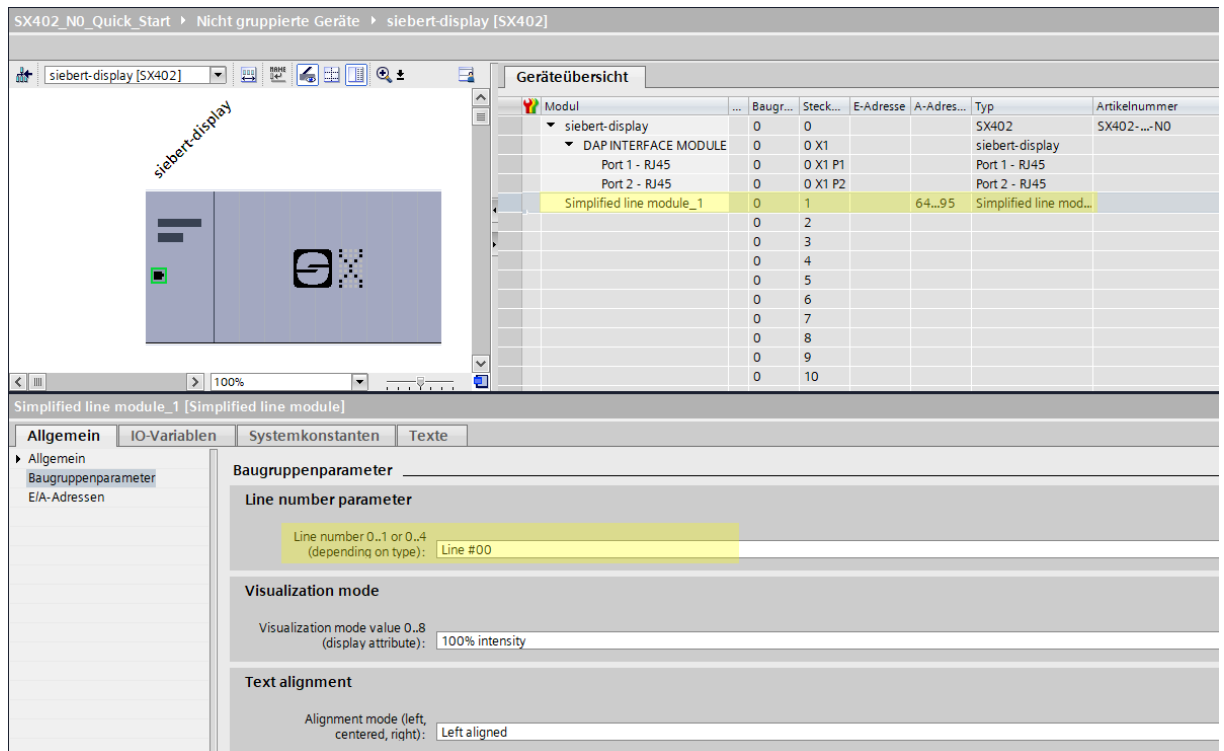 SX402_N0_Quick_Start ▸ Nicht gruppierte Geräte ▸ siebert-display [SX402]
siebert-display [SX402]
siebert-display
100%
Geräteübersicht
Modul ... Baugr... Steck... E-Adresse A-Adres... Typ Artikelnummer
siebert-display 0 0 SX402 SX402-...-N0
DAP INTERFACE MODULE 0 0 X1 siebert-display
Port 1 - RJ45 0 0 X1 P1 Port 1 - RJ45
Port 2 - RJ45 0 0 X1 P2 Port 2 - RJ45
Simplified line module_1 0 1 64...95 Simplified line mod...
0 2
0 3
0 4
0 5
0 6
0 7
0 8
0 9
0 10
Simplified line module_1 [Simplified line module]
Allgemein IO-Variablen Systemkonstanten Texte
Allgemein
Baugruppenparameter
E/A-Adressen
Baugruppenparameter
Line number parameter
Line number 0..1 or 0..4
(depending on type): Line #00
Visualization mode
Visualization mode value 0..8
(display attribute): 100% intensity
Text alignment
Alignment mode (left,
centered, right): Left aligned